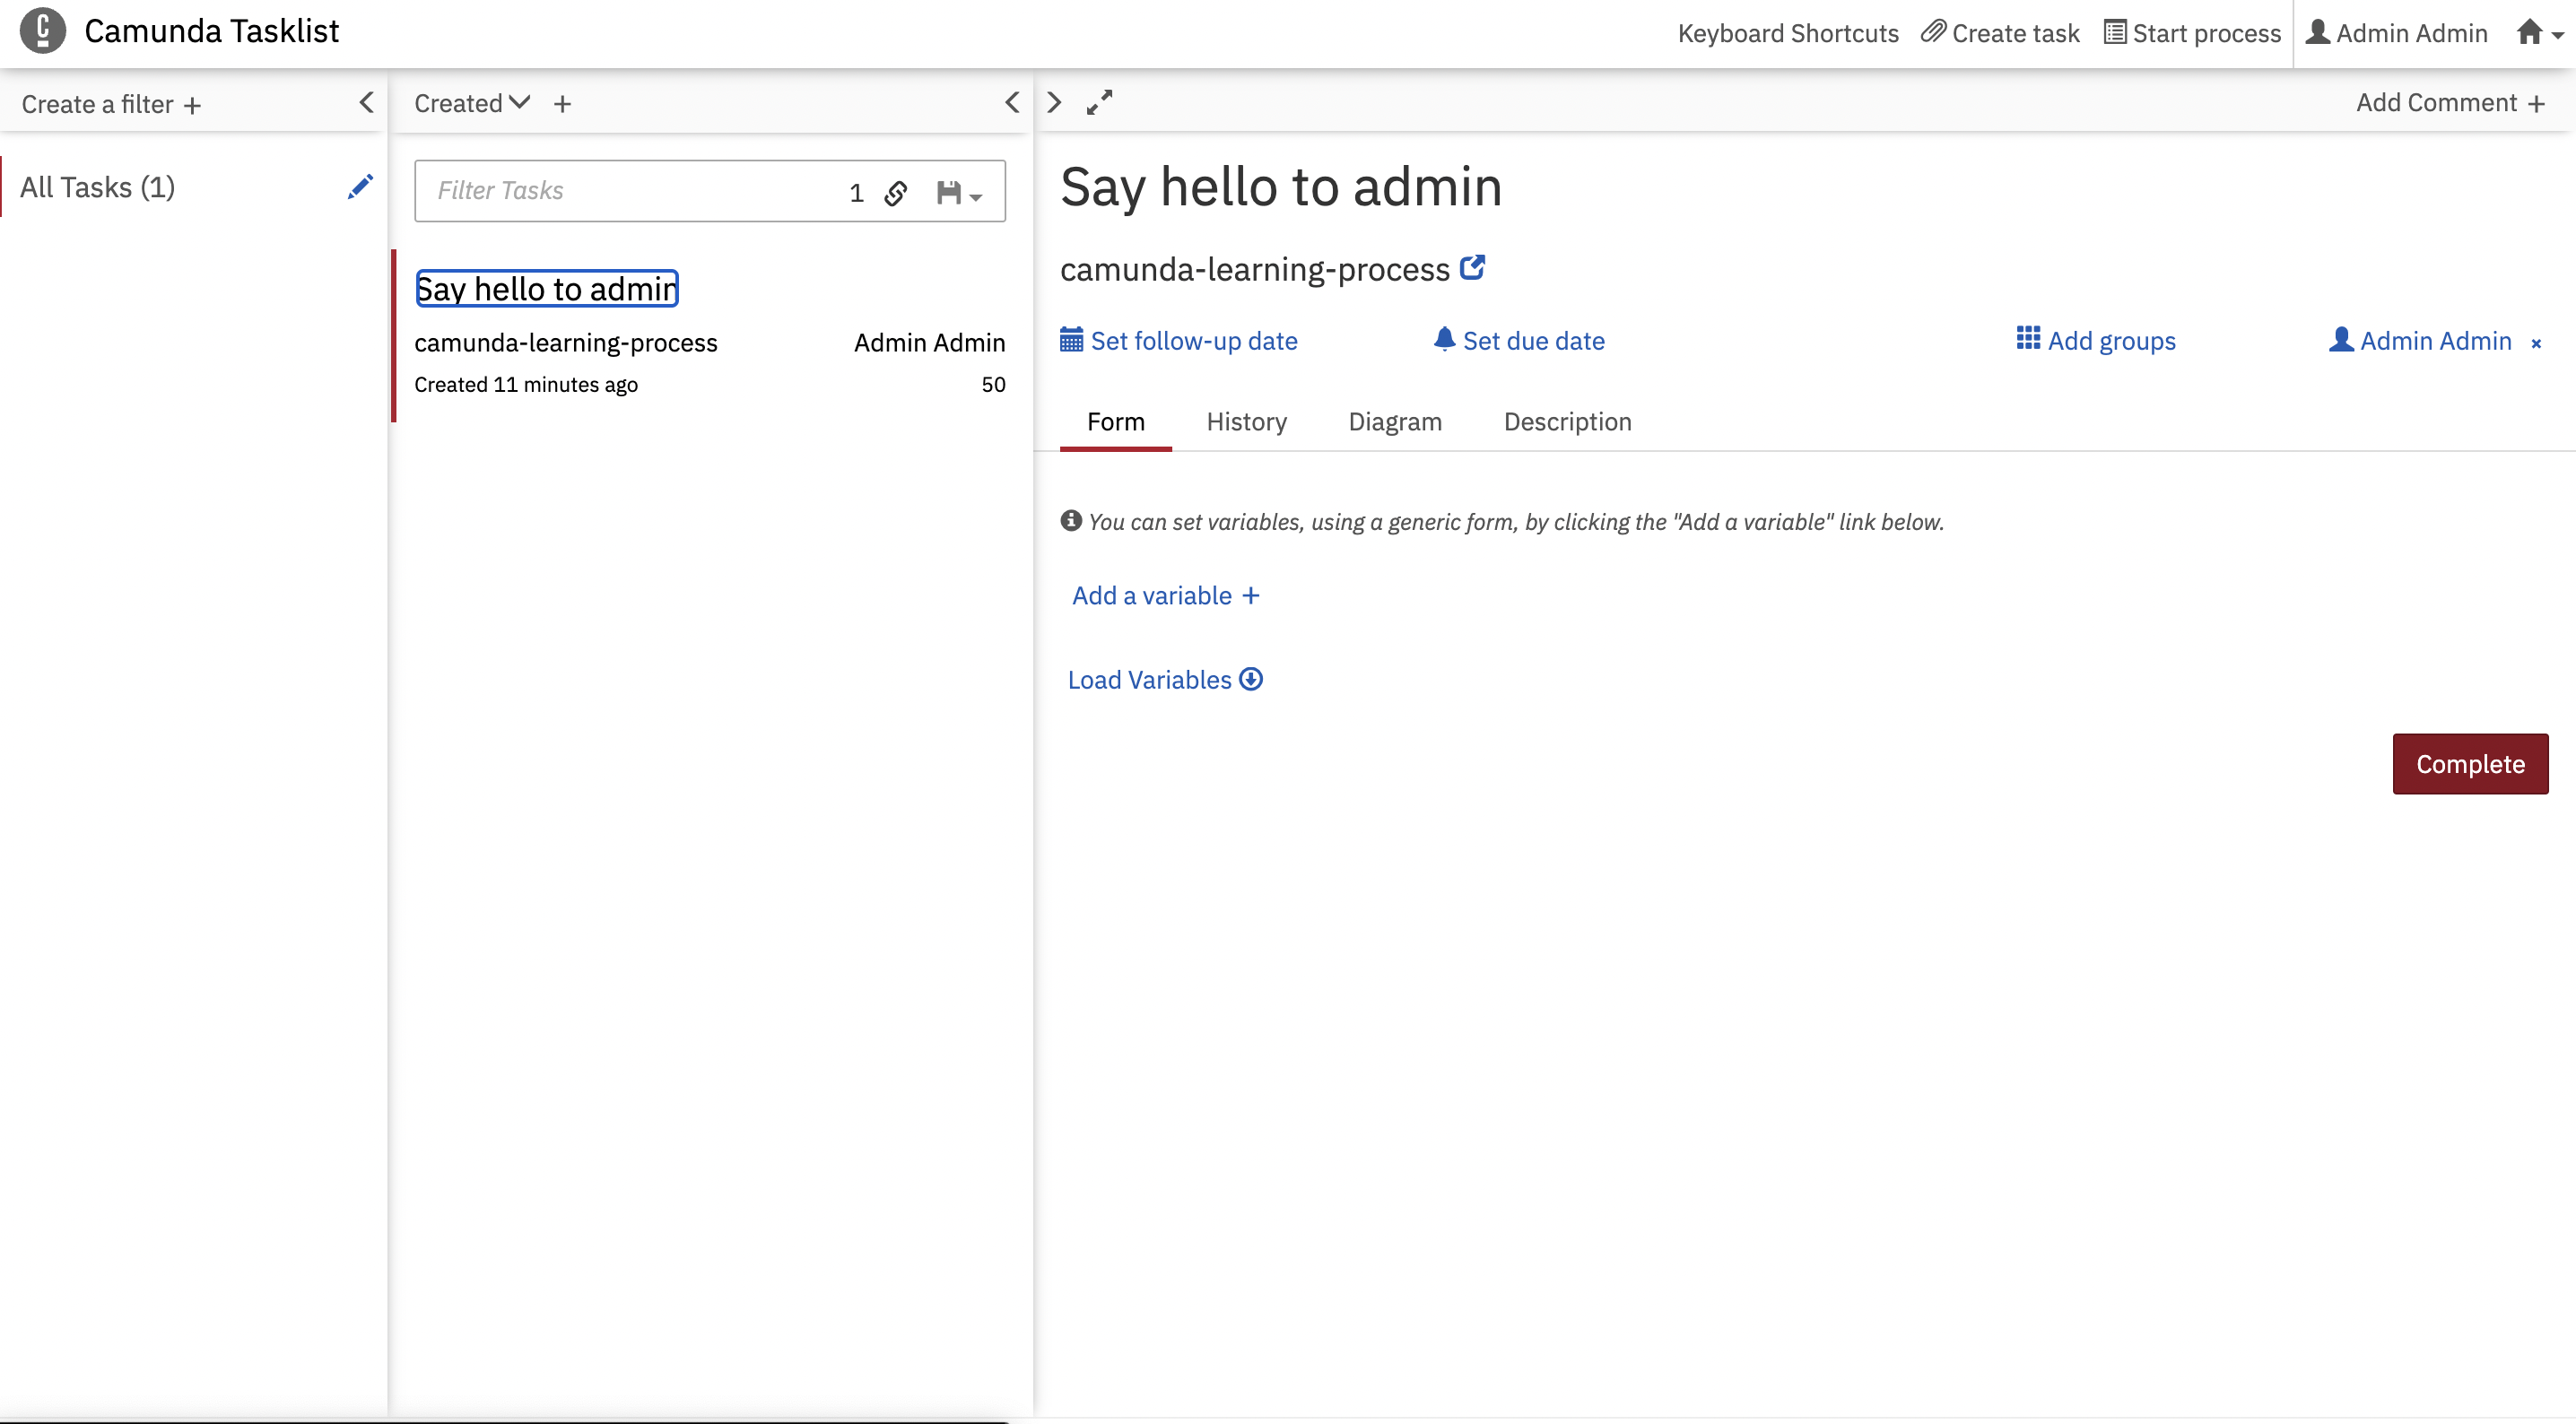 Camunda Tasklist
Keyboard Shortcuts Create task Start process Admin Admin
Create a filter +
Created +
Add Comment +
All Tasks (1)
Filter Tasks 1
Say hello to admin
camunda-learning-process Admin Admin
Created 11 minutes ago 50
Say hello to admin
camunda-learning-process
Set follow-up date Set due date Add groups Admin Admin ×
Form History Diagram Description
You can set variables, using a generic form, by clicking the "Add a variable" link below.
Add a variable +
Load Variables
Complete